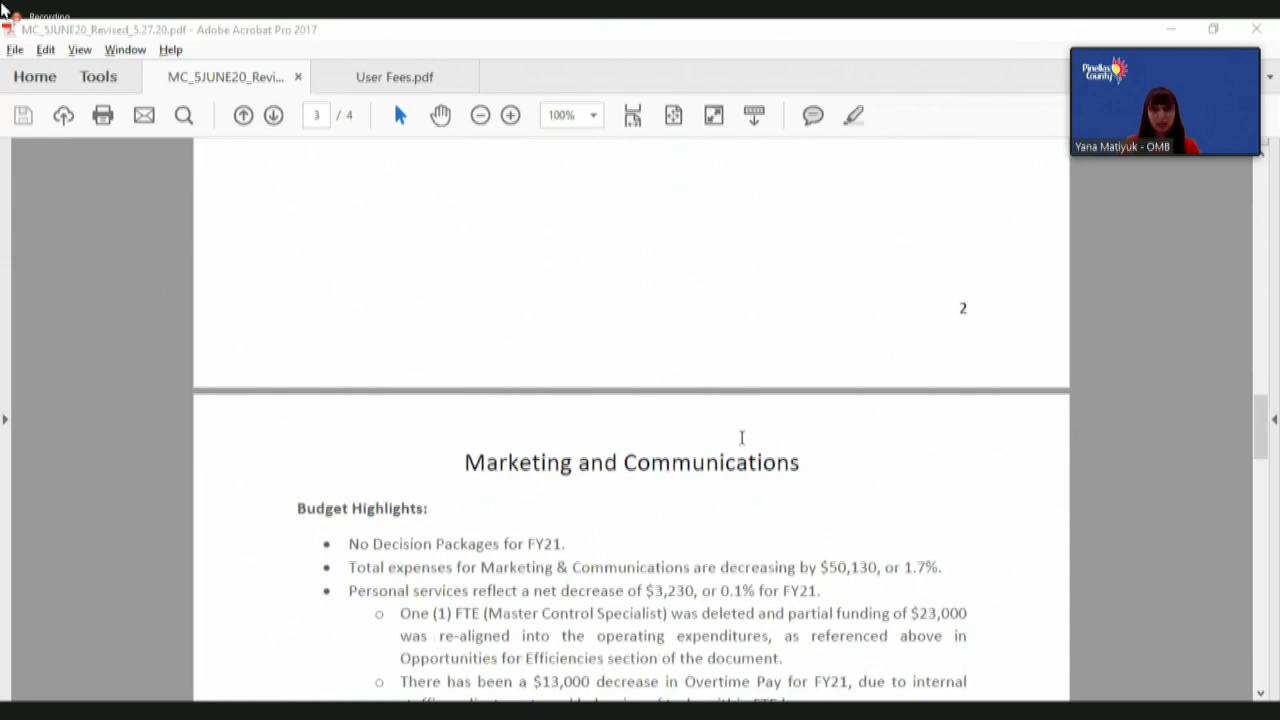 Recording
MC_5JUNE20_Revised_5.27.20.pdf - Adobe Acrobat Pro 2017
File Edit View Window Help
Home Tools MC_5JUNE20_Revi... × User Fees.pdf
3 / 4 100%
Pinellas
County
Yana Matiyuk - OMB
2
Marketing and Communications
Budget Highlights:
• No Decision Packages for FY21.
• Total expenses for Marketing & Communications are decreasing by $50,130, or 1.7%.
• Personal services reflect a net decrease of $3,230, or 0.1% for FY21.
o One (1) FTE (Master Control Specialist) was deleted and partial funding of $23,000
was re-aligned into the operating expenditures, as referenced above in
Opportunities for Efficiencies section of the document.
o There has been a $13,000 decrease in Overtime Pay for FY21, due to internal